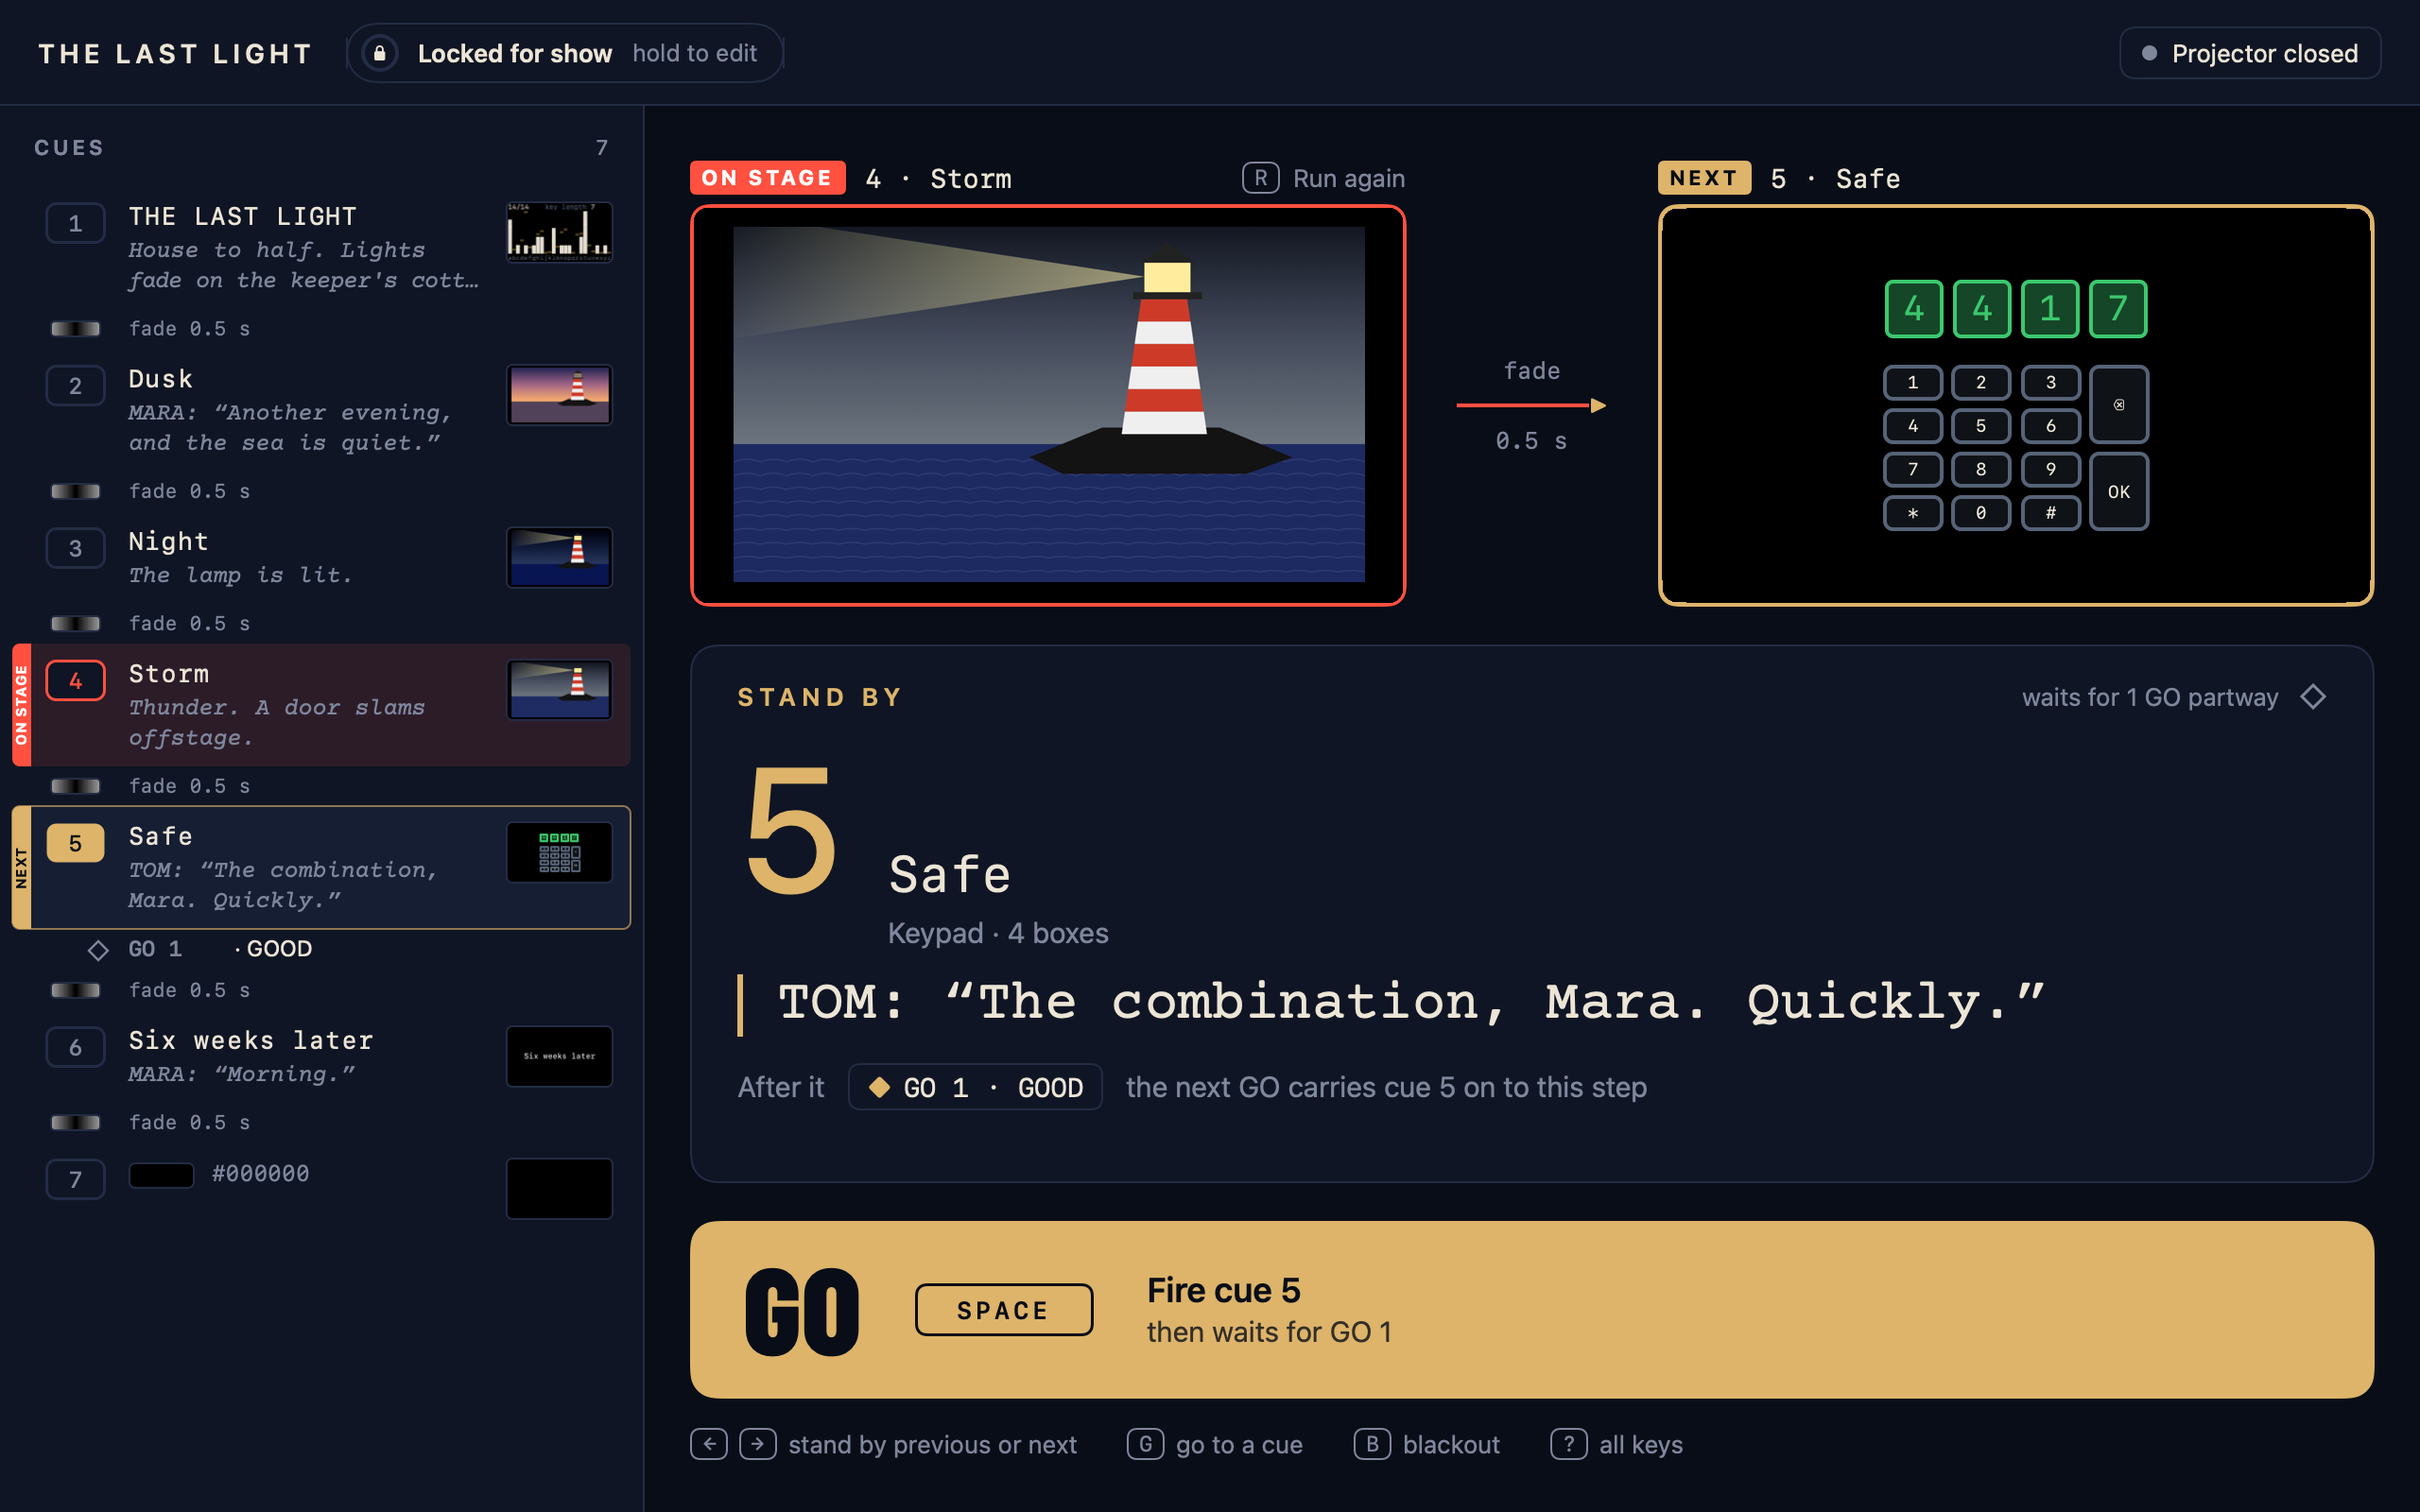 THE LAST LIGHT
Locked for show hold to edit
Projector closed
CUES 7
1 THE LAST LIGHT
House to half. Lights
fade on the keeper's cott…
14/14 key length 7
fade 0.5 s
2 Dusk
MARA: “Another evening,
and the sea is quiet.”
fade 0.5 s
3 Night
The lamp is lit.
fade 0.5 s
ON STAGE
4 Storm
Thunder. A door slams
offstage.
fade 0.5 s
NEXT
5 Safe
TOM: “The combination,
Mara. Quickly.”
GO 1 · GOOD
fade 0.5 s
6 Six weeks later
MARA: “Morning.”
Six weeks later
fade 0.5 s
7 #000000
ON STAGE 4 · Storm R Run again
fade
0.5 s
NEXT 5 · Safe
4 4 1 7
1 2 3
4 5 6
7 8 9 OK
* 0 #
STAND BY waits for 1 GO partway
5 Safe
Keypad · 4 boxes
TOM: “The combination, Mara. Quickly.”
After it GO 1 · GOOD the next GO carries cue 5 on to this step
GO SPACE Fire cue 5
then waits for GO 1
← → stand by previous or next G go to a cue B blackout ? all keys